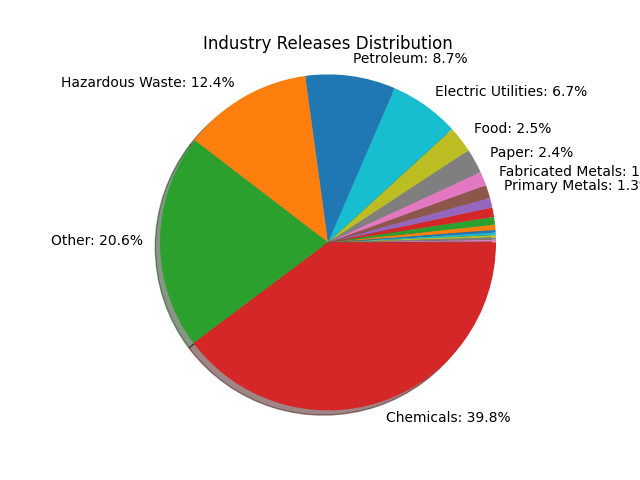 Industry Releases Distribution
Petroleum: 8.7%
Hazardous Waste: 12.4%
Electric Utilities: 6.7%
Food: 2.5%
Paper: 2.4%
Fabricated Metals: 1
Primary Metals: 1.3
Other: 20.6%
Chemicals: 39.8%